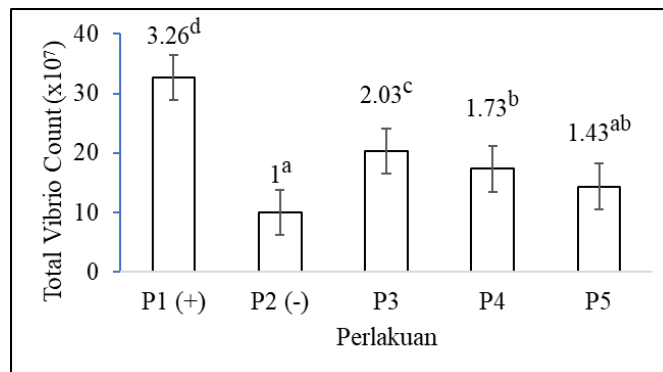 Total Vibrio Count (x10⁷)
40
30
20
10
0
3.26ᵈ
1ᵃ
2.03ᶜ
1.73ᵇ
1.43ᵃᵇ
P1 (+)
P2 (-)
P3
P4
P5
Perlakuan